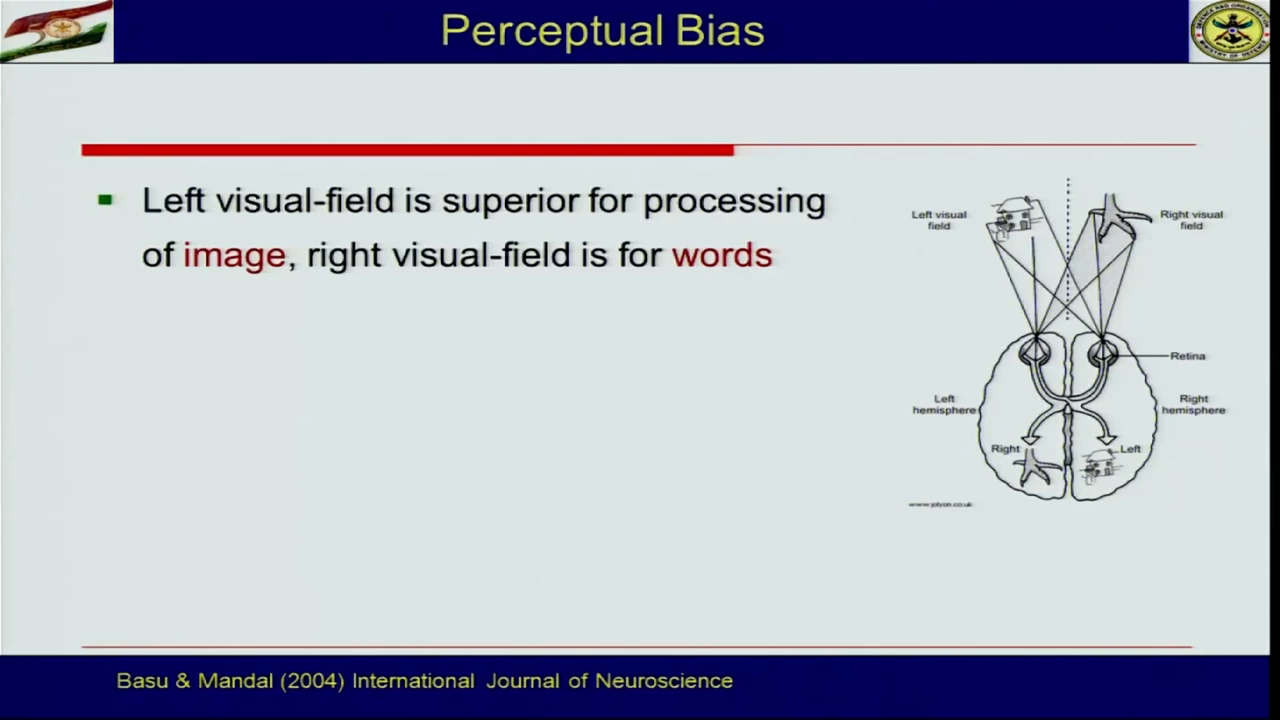 Perceptual Bias
Left visual-field is superior for processing
of image, right visual-field is for words
Left visual
field
Right visual
field
Retina
Left
hemisphere
Right
hemisphere
Right
Left
www.jolyon.co.uk
Basu & Mandal (2004) International Journal of Neuroscience